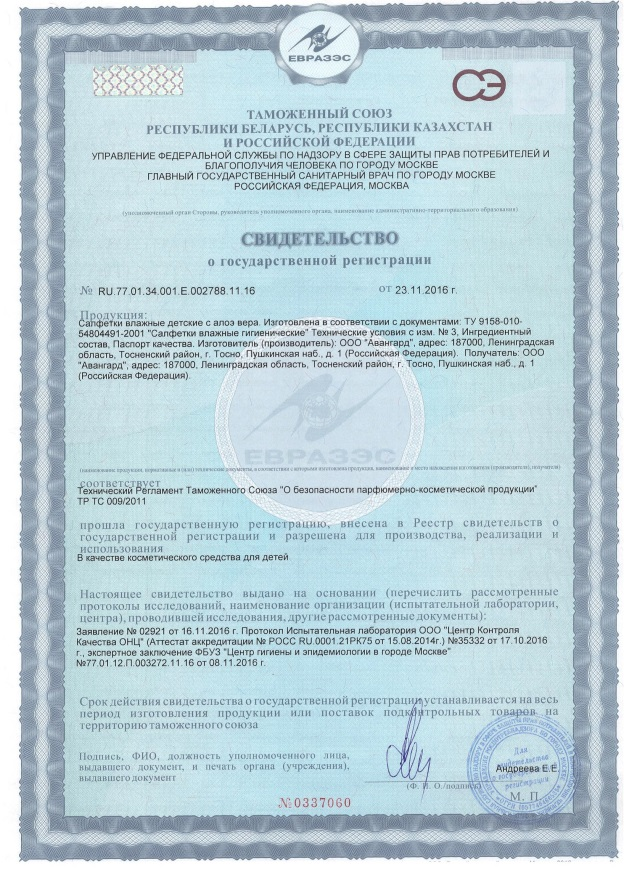 ЕВРАЗЭС
СЭ
ТАМОЖЕННЫЙ СОЮЗ
РЕСПУБЛИКИ БЕЛАРУСЬ, РЕСПУБЛИКИ КАЗАХСТАН
И РОССИЙСКОЙ ФЕДЕРАЦИИ
УПРАВЛЕНИЕ ФЕДЕРАЛЬНОЙ СЛУЖБЫ ПО НАДЗОРУ В СФЕРЕ ЗАЩИТЫ ПРАВ ПОТРЕБИТЕЛЕЙ И
БЛАГОПОЛУЧИЯ ЧЕЛОВЕКА ПО ГОРОДУ МОСКВЕ
ГЛАВНЫЙ ГОСУДАРСТВЕННЫЙ САНИТАРНЫЙ ВРАЧ ПО ГОРОДУ МОСКВЕ
РОССИЙСКАЯ ФЕДЕРАЦИЯ, МОСКВА
(уполномоченный орган Стороны, руководитель уполномоченного органа, наименование административно-территориального образования)
СВИДЕТЕЛЬСТВО
о государственной регистрации
№ RU.77.01.34.001.E.002788.11.16 от 23.11.2016 г.
Продукция:
Салфетки влажные детские с алоэ вера. Изготовлена в соответствии с документами: ТУ 9158-010-
54804491-2001 "Салфетки влажные гигиенические" Технические условия с изм. № 3, Ингредиентный
состав, Паспорт качества. Изготовитель (производитель): ООО "Авангард", адрес: 187000, Ленинградская
область, Тосненский район, г. Тосно, Пушкинская наб., д. 1 (Российская Федерация). Получатель: ООО
"Авангард", адрес: 187000, Ленинградская область, Тосненский район, г. Тосно, Пушкинская наб., д. 1
(Российская Федерация).
ЕВРАЗЭС
(наименование продукции, нормативные и (или) технические документы, в соответствии с которыми изготовлена продукция, наименование и место нахождения изготовителя (производителя), получателя)
соответствует
Технический Регламент Таможенного Союза "О безопасности парфюмерно-косметической продукции"
ТР ТС 009/2011
прошла государственную регистрацию, внесена в Реестр свидетельств о
государственной регистрации и разрешена для производства, реализации и
использования
В качестве косметического средства для детей
Настоящее свидетельство выдано на основании (перечислить рассмотренные
протоколы исследований, наименование организации (испытательной лаборатории,
центра), проводившей исследования, другие рассмотренные документы):
Заявление № 02921 от 16.11.2016 г. Протокол Испытательная лаборатория ООО "Центр Контроля
Качества ОНЦ" (Аттестат аккредитации № РОСС RU.0001.21РК75 от 15.08.2014г.) №35332 от 17.10.2016
г., экспертное заключение ФБУЗ "Центр гигиены и эпидемиологии в городе Москве"
№77.01.12.П.003272.11.16 от 08.11.2016 г.
Срок действия свидетельства о государственной регистрации устанавливается на весь
период изготовления продукции или поставок подконтрольных товаров на
территорию таможенного союза
Подпись, ФИО, должность уполномоченного лица,
выдавшего документ, и печать органа (учреждения),
выдавшего документ
Для
свидетельств
о государственной
регистрации
Андреева Е.Е.
(Ф. И. О./подпись)
М. П.
№0337060